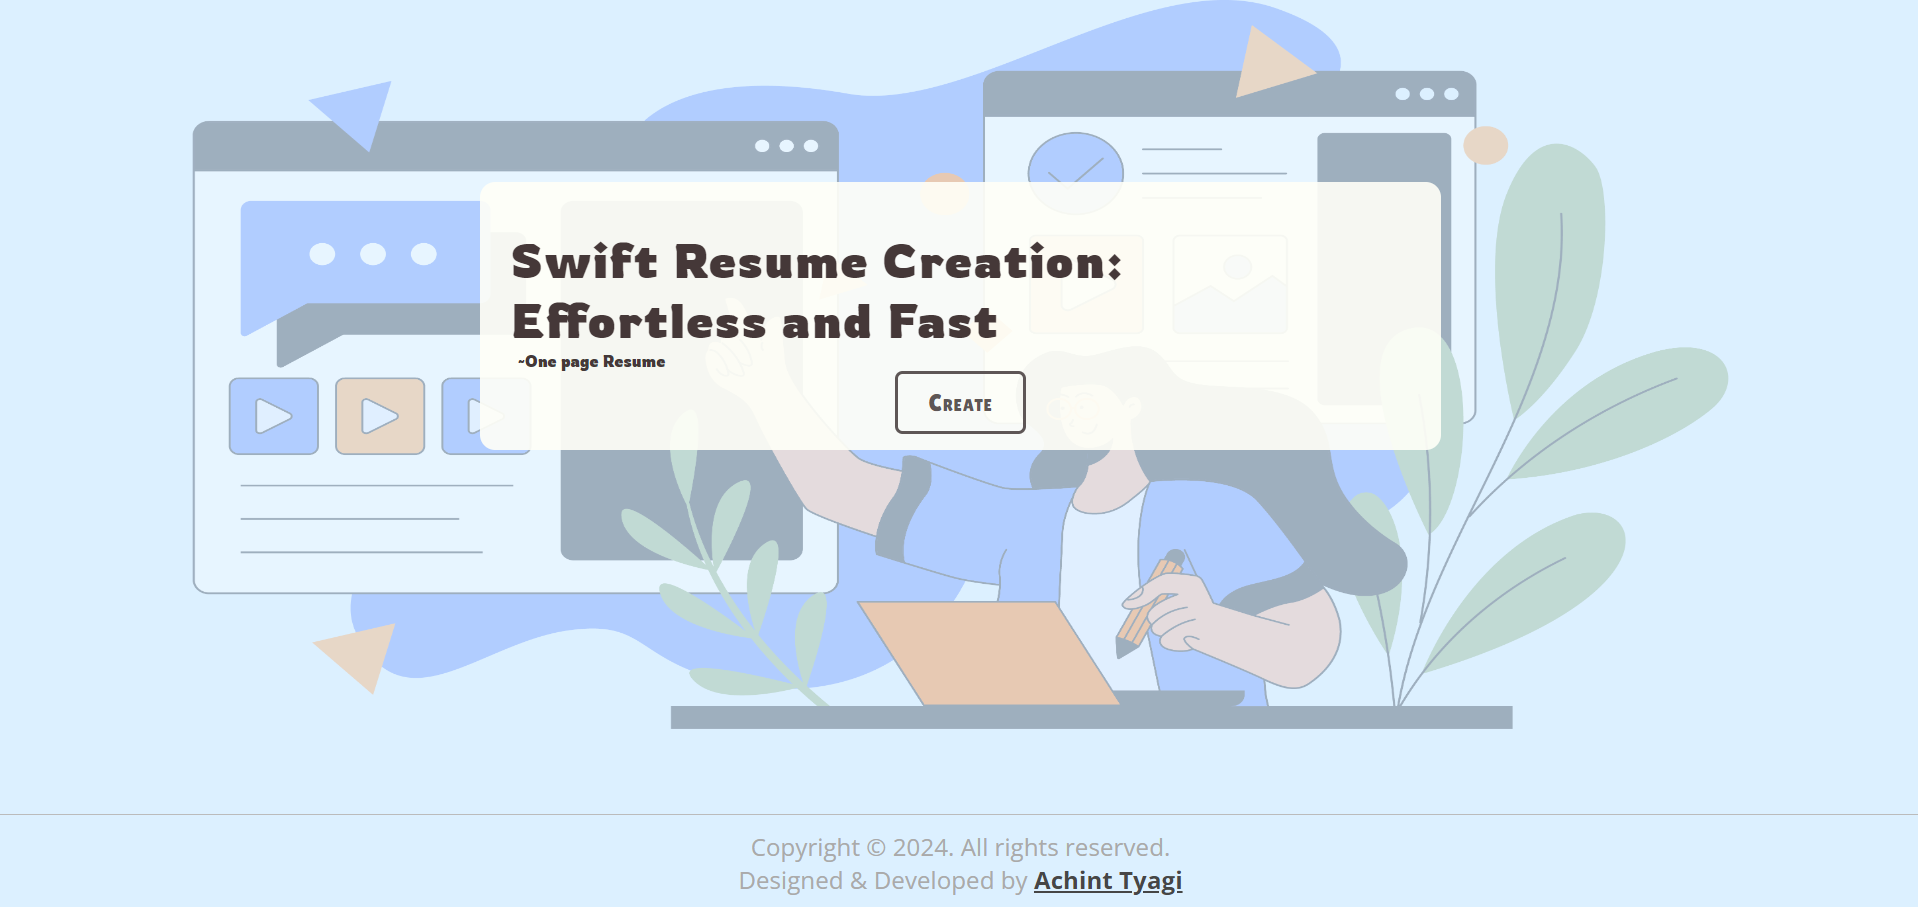 Swift Resume Creation:
Effortless and Fast
~One page Resume
Create
Copyright © 2024. All rights reserved.
Designed & Developed by Achint Tyagi